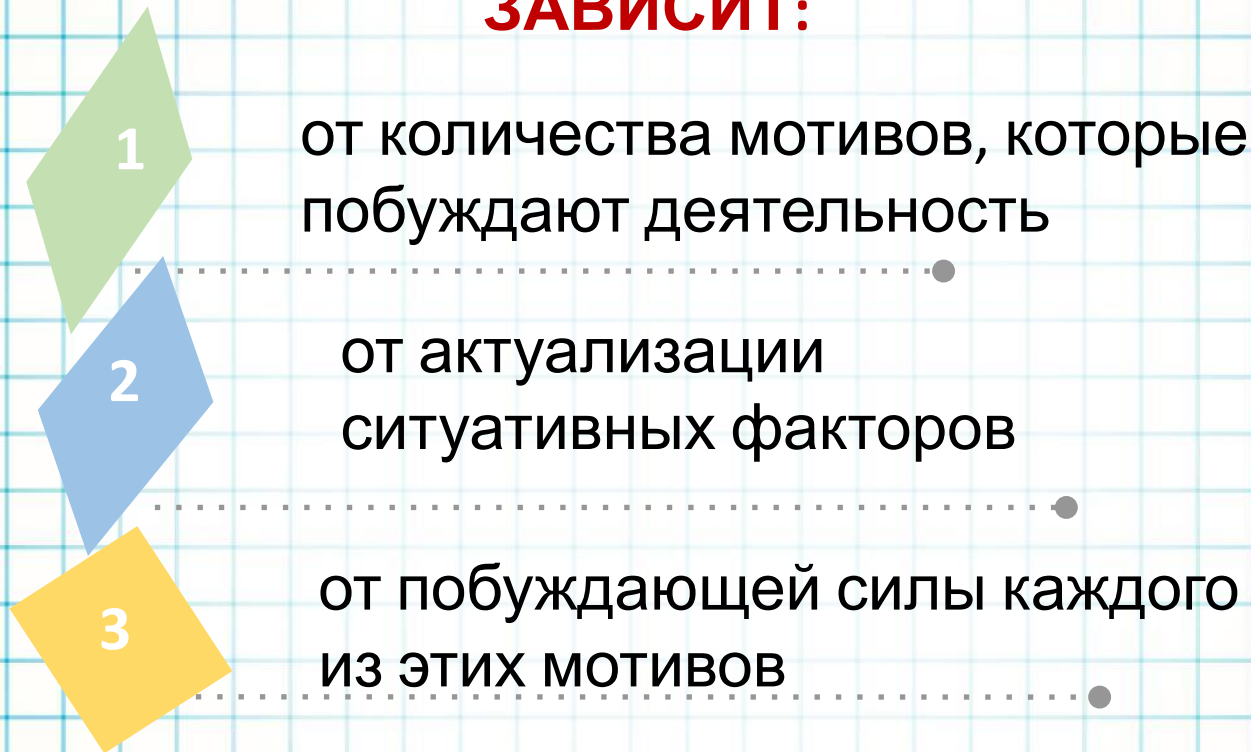 ЗАВИСИТ:
1
от количества мотивов, которые
побуждают деятельность
2
от актуализации
ситуативных факторов
3
от побуждающей силы каждого
из этих мотивов